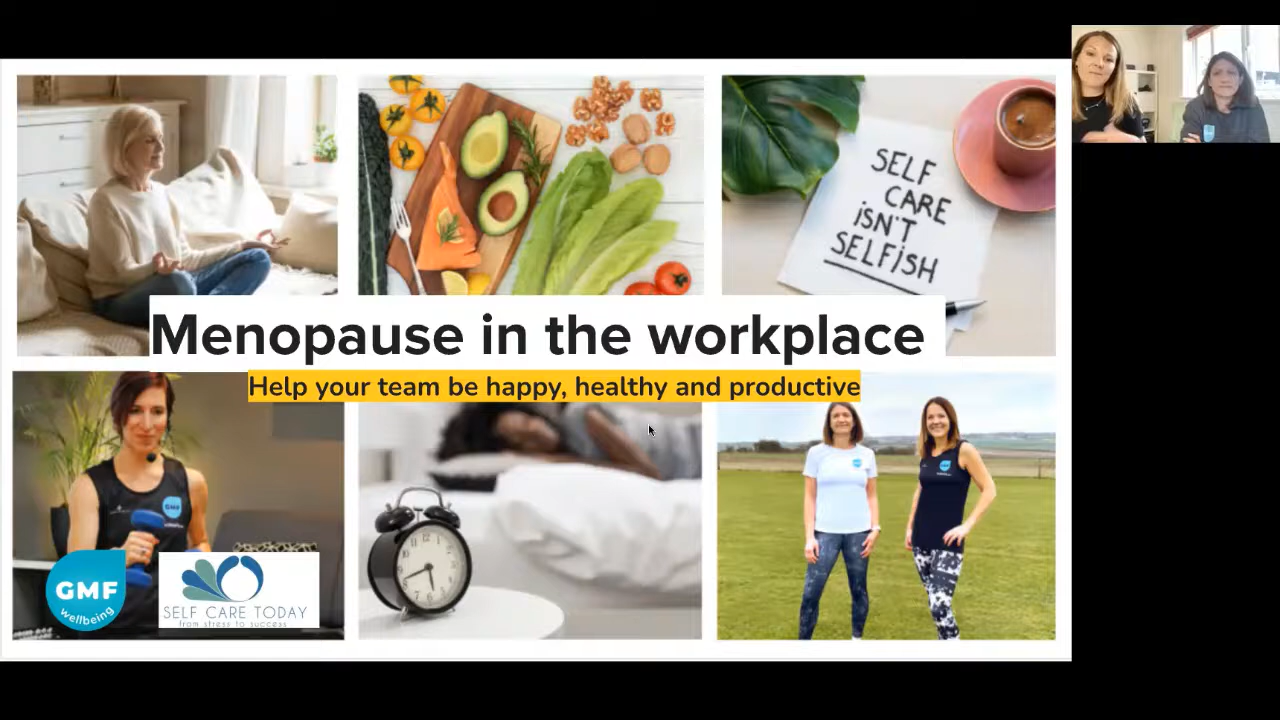 SELF
CARE
ISN'T
SELFISH
Menopause in the workplace
Help your team be happy, healthy and productive
GMF
GMF
wellbeing
SELF CARE TODAY
from stress to success